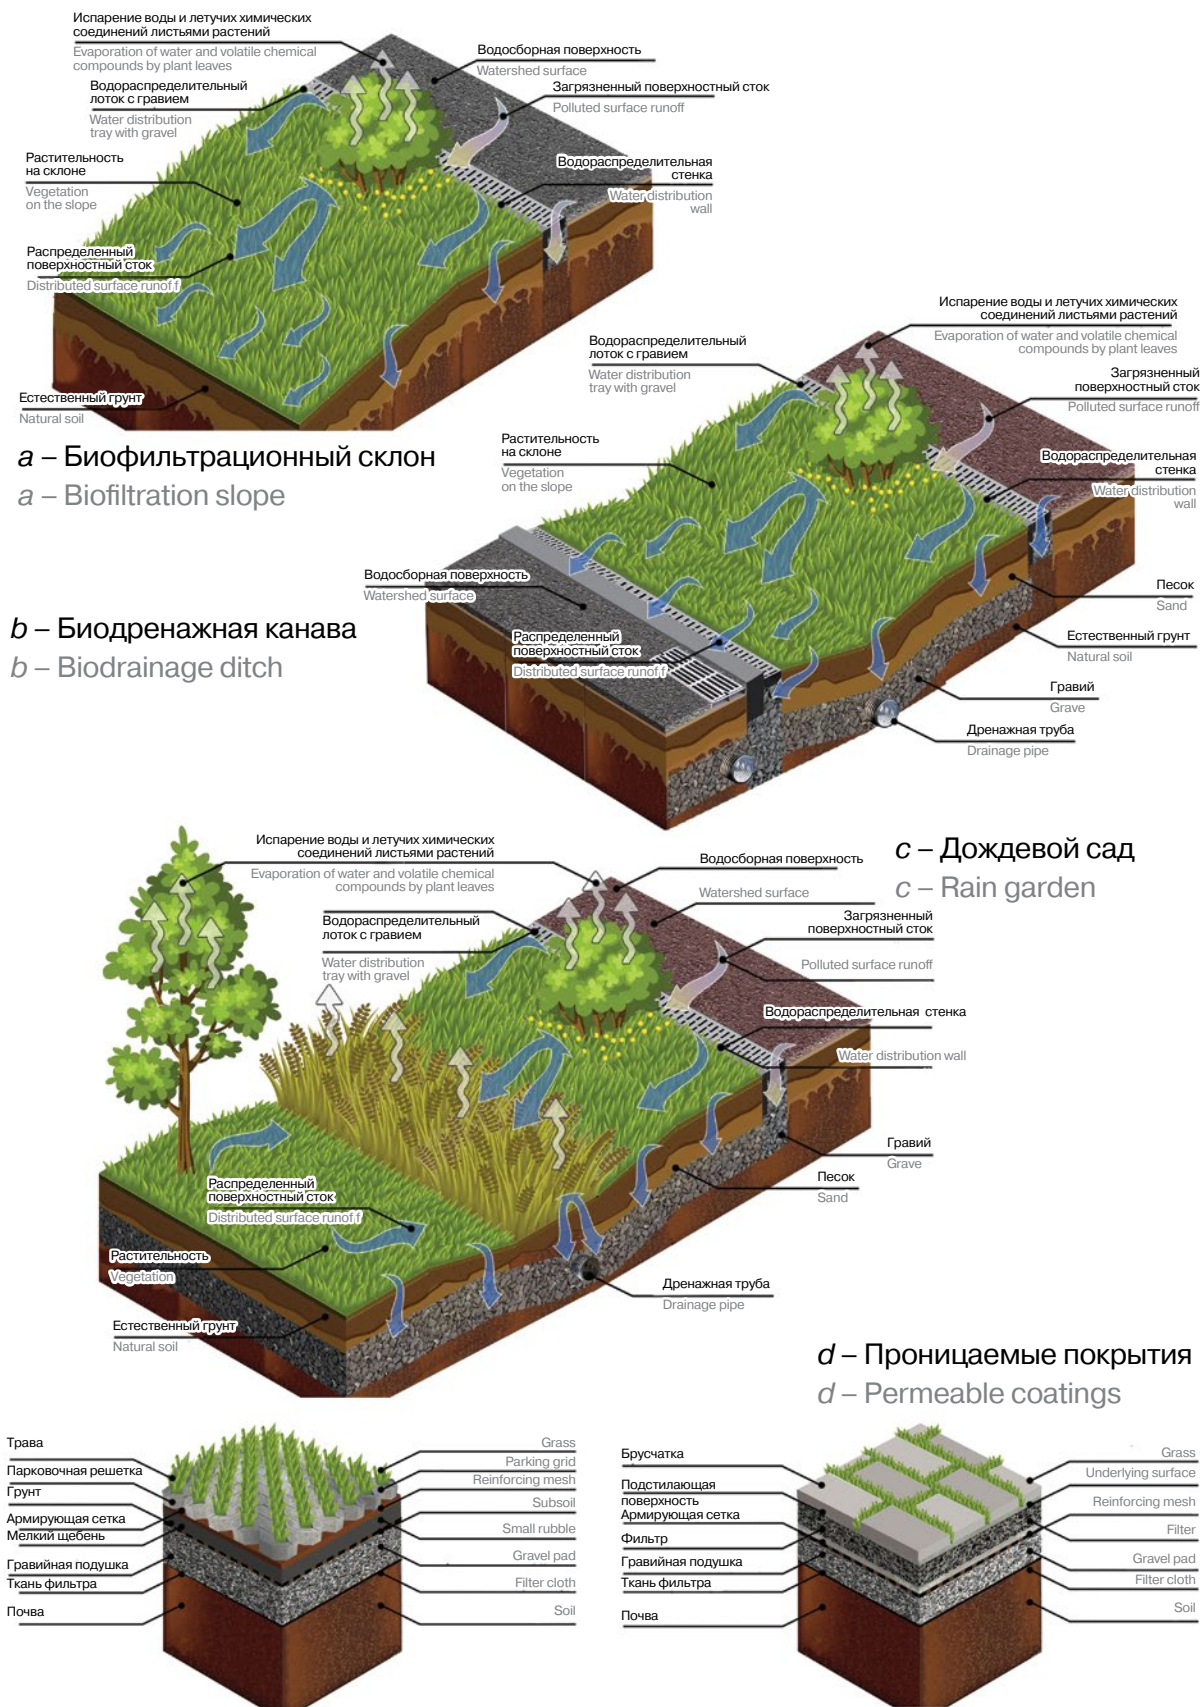 Испарение воды и летучих химических
соединений листьями растений
Evaporation of water and volatile chemical
compounds by plant leaves
Водосборная поверхность
Watershed surface
Водораспределительный
лоток с гравием
Water distribution
tray with gravel
Загрязненный поверхностный сток
Polluted surface runoff
Растительность
на склоне
Vegetation
on the slope
Водораспределительная
стенка
Water distribution
wall
Распределенный
поверхностный сток
Distributed surface runof f
Естественный грунт
Natural soil
a – Биофильтрационный склон
a – Biofiltration slope
Испарение воды и летучих химических
соединений листьями растений
Evaporation of water and volatile chemical
compounds by plant leaves
Водораспределительный
лоток с гравием
Water distribution
tray with gravel
Загрязненный
поверхностный сток
Polluted surface runoff
Растительность
на склоне
Vegetation
on the slope
Водораспределительная
стенка
Water distribution
wall
Водосборная поверхность
Watershed surface
Песок
Sand
Распределенный
поверхностный сток
Distributed surface runof f
Естественный грунт
Natural soil
Гравий
Grave
Дренажная труба
Drainage pipe
b – Биодренажная канава
b – Biodrainage ditch
c – Дождевой сад
c – Rain garden
Испарение воды и летучих химических
соединений листьями растений
Evaporation of water and volatile chemical
compounds by plant leaves
Водосборная поверхность
Watershed surface
Водораспределительный
лоток с гравием
Water distribution
tray with gravel
Загрязненный
поверхностный сток
Polluted surface runoff
Водораспределительная стенка
Water distribution wall
Гравий
Grave
Песок
Sand
Распределенный
поверхностный сток
Distributed surface runof f
Растительность
Vegetation
Дренажная труба
Drainage pipe
Естественный грунт
Natural soil
d – Проницаемые покрытия
d – Permeable coatings
Трава
Парковочная решетка
Грунт
Армирующая сетка
Мелкий щебень
Гравийная подушка
Ткань фильтра
Почва
Grass
Parking grid
Reinforcing mesh
Subsoil
Small rubble
Gravel pad
Filter cloth
Soil
Брусчатка
Подстилающая
поверхность
Армирующая сетка
Фильтр
Гравийная подушка
Ткань фильтра
Почва
Grass
Underlying surface
Reinforcing mesh
Filter
Gravel pad
Filter cloth
Soil